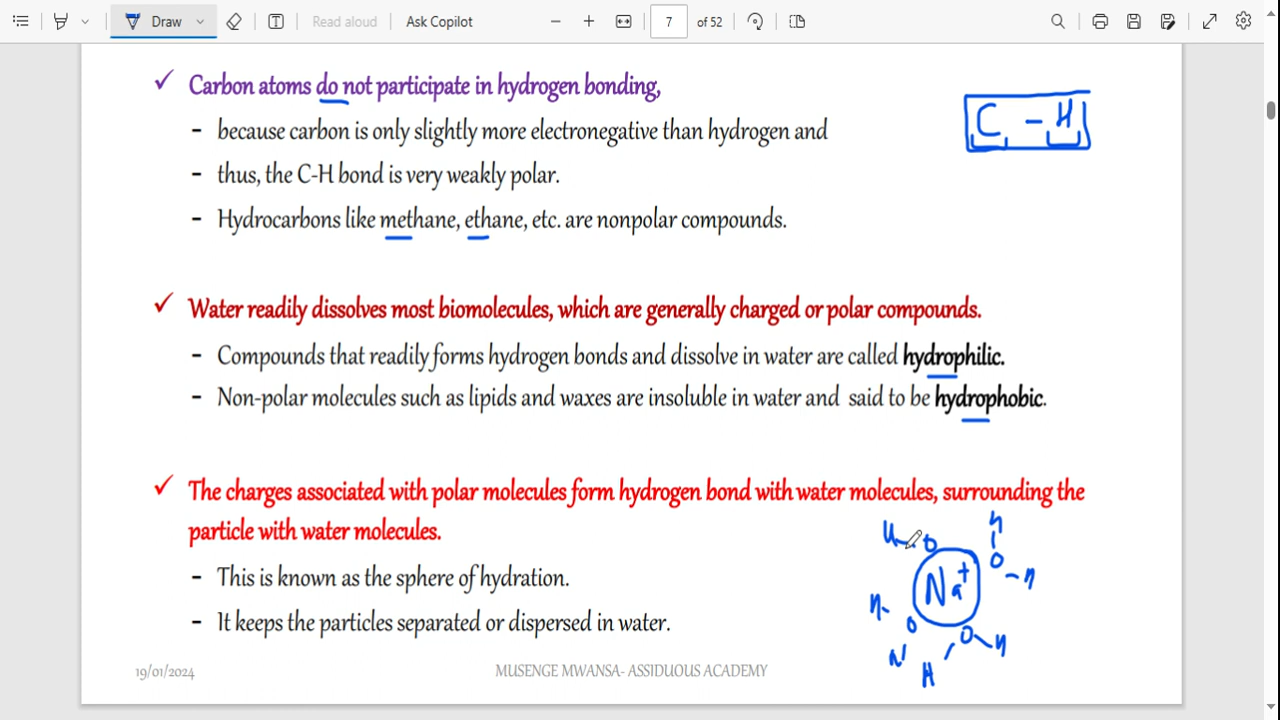 Draw
Read aloud
Ask Copilot
7
of 52
✓ Carbon atoms do not participate in hydrogen bonding,
- because carbon is only slightly more electronegative than hydrogen and
- thus, the C-H bond is very weakly polar.
- Hydrocarbons like methane, ethane, etc. are nonpolar compounds.
C - H
✓ Water readily dissolves most biomolecules, which are generally charged or polar compounds.
- Compounds that readily forms hydrogen bonds and dissolve in water are called hydrophilic.
- Non-polar molecules such as lipids and waxes are insoluble in water and said to be hydrophobic.
✓ The charges associated with polar molecules form hydrogen bond with water molecules, surrounding the
particle with water molecules.
- This is known as the sphere of hydration.
- It keeps the particles separated or dispersed in water.
H
H O
O
Na+
H
H
O
O H
H
H
19/01/2024
MUSENGE MWANSA- ASSIDUOUS ACADEMY